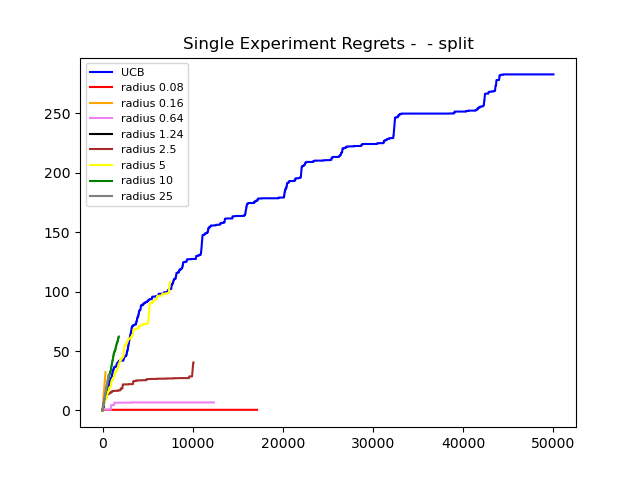 Single Experiment Regrets -  - split
UCB
radius 0.08
radius 0.16
radius 0.64
radius 1.24
radius 2.5
radius 5
radius 10
radius 25
250
200
150
100
50
0
0 10000 20000 30000 40000 50000